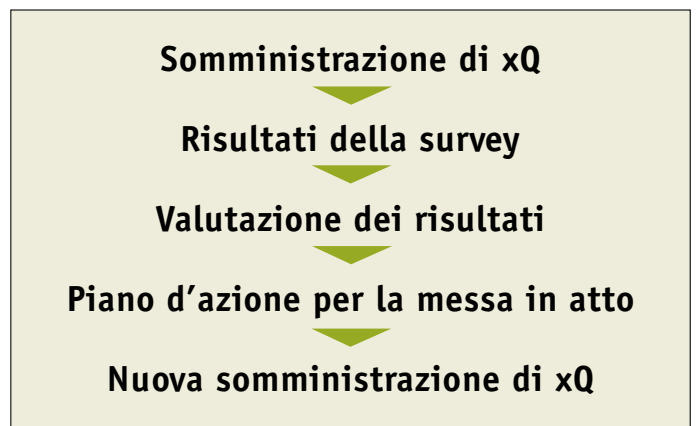 Somministrazione di xQ
Risultati della survey
Valutazione dei risultati
Piano d’azione per la messa in atto
Nuova somministrazione di xQ